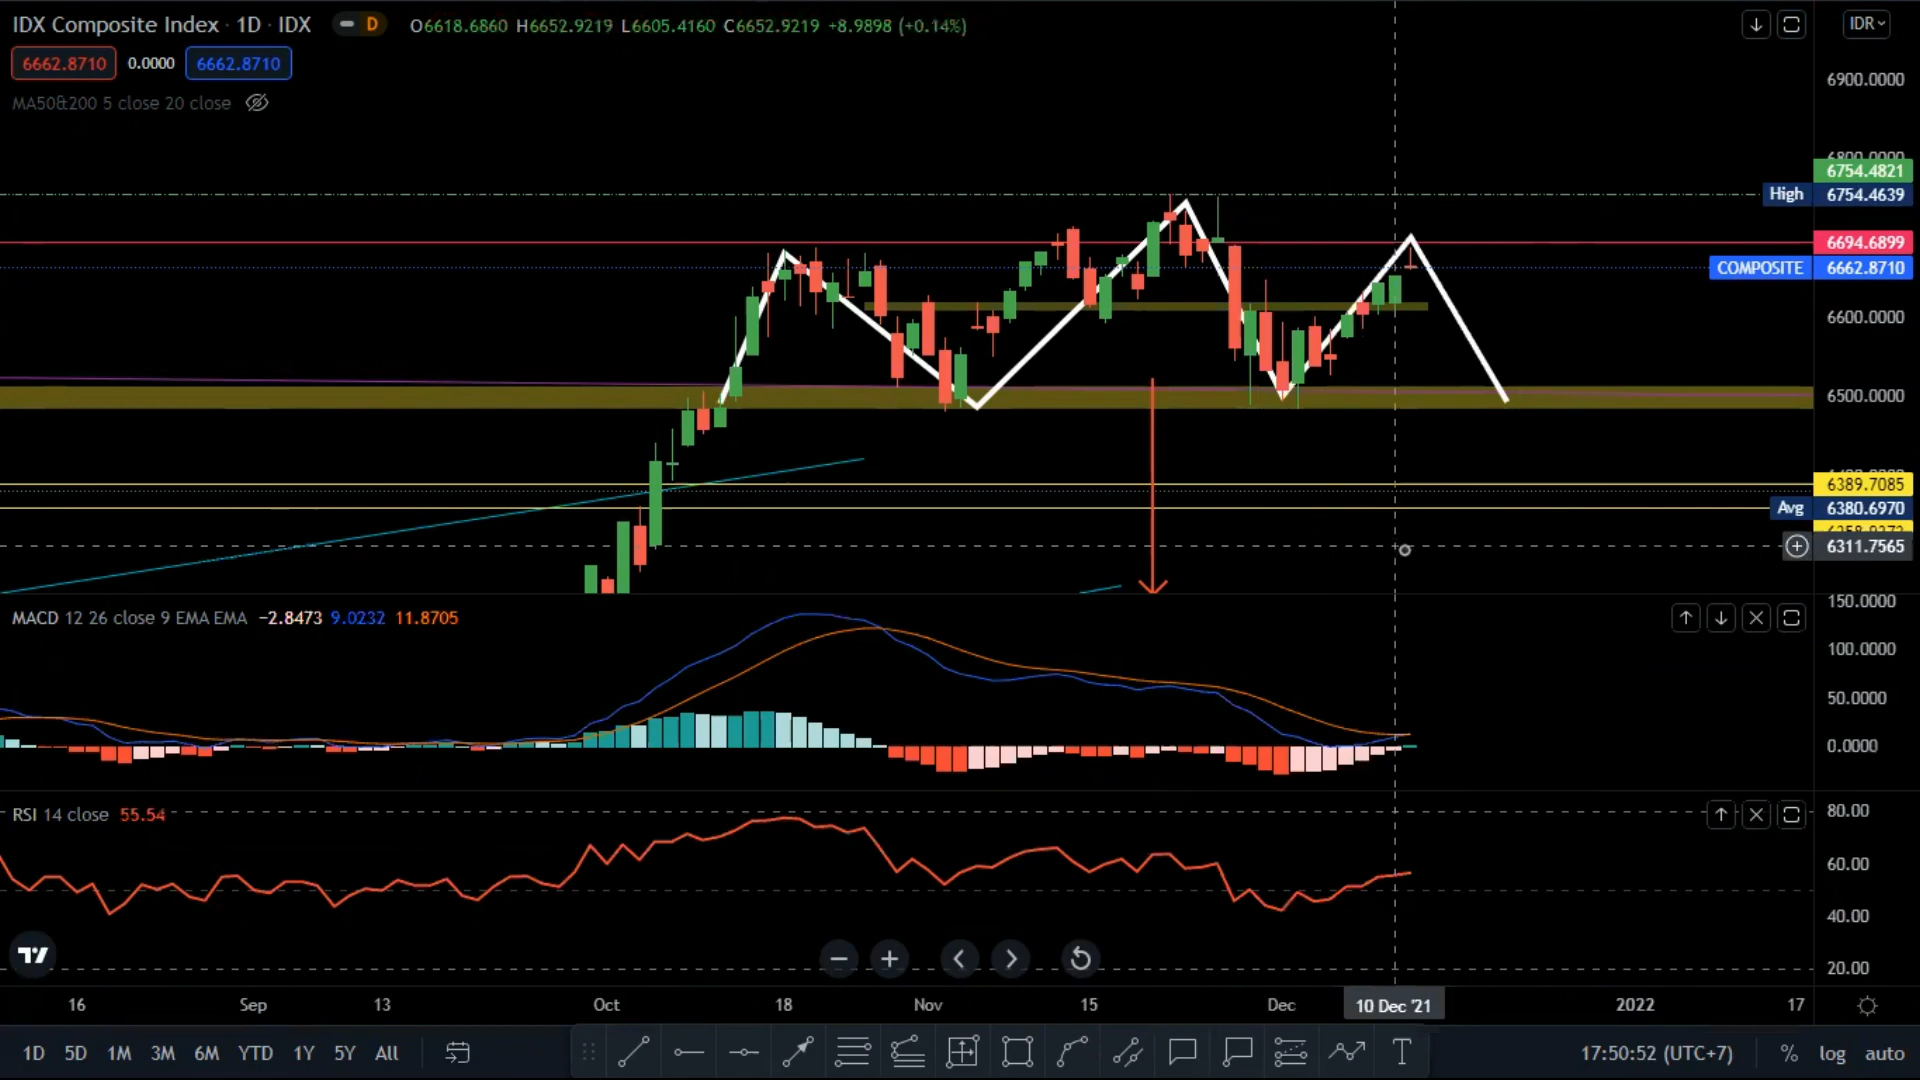 IDX Composite Index · 1D · IDX D O6618.6860 H6652.9219 L6605.4160 C6652.9219 +8.9898 (+0.14%) IDR
6662.8710 0.0000 6662.8710
MA50&200 5 close 20 close
6900.0000
6754.4821
High 6754.4639
6694.6899
COMPOSITE 6662.8710
6600.0000
6500.0000
6389.7085
Avg 6380.6970
6311.7565
MACD 12 26 close 9 EMA EMA −2.8473 9.0232 11.8705
150.0000
100.0000
50.0000
0.0000
RSI 14 close 55.54
80.00
60.00
40.00
20.00
16 Sep 13 Oct 18 Nov 15 Dec 10 Dec '21 2022 17
1D 5D 1M 3M 6M YTD 1Y 5Y All T 17:50:52 (UTC+7) % log auto